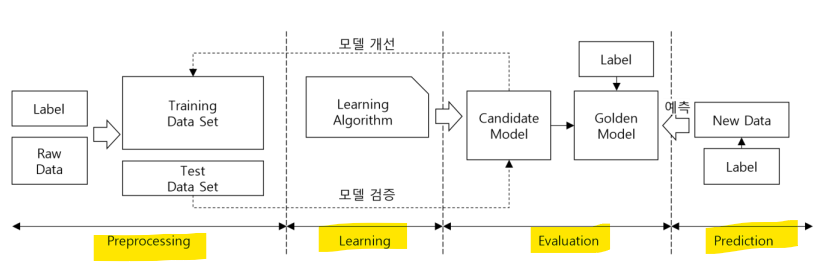 모델 개선
Label
Label
Raw
Data
Training
Data Set
Test
Data Set
Learning
Algorithm
Candidate
Model
Label
Golden
Model
예측
New Data
Label
모델 검증
Preprocessing
Learning
Evaluation
Prediction